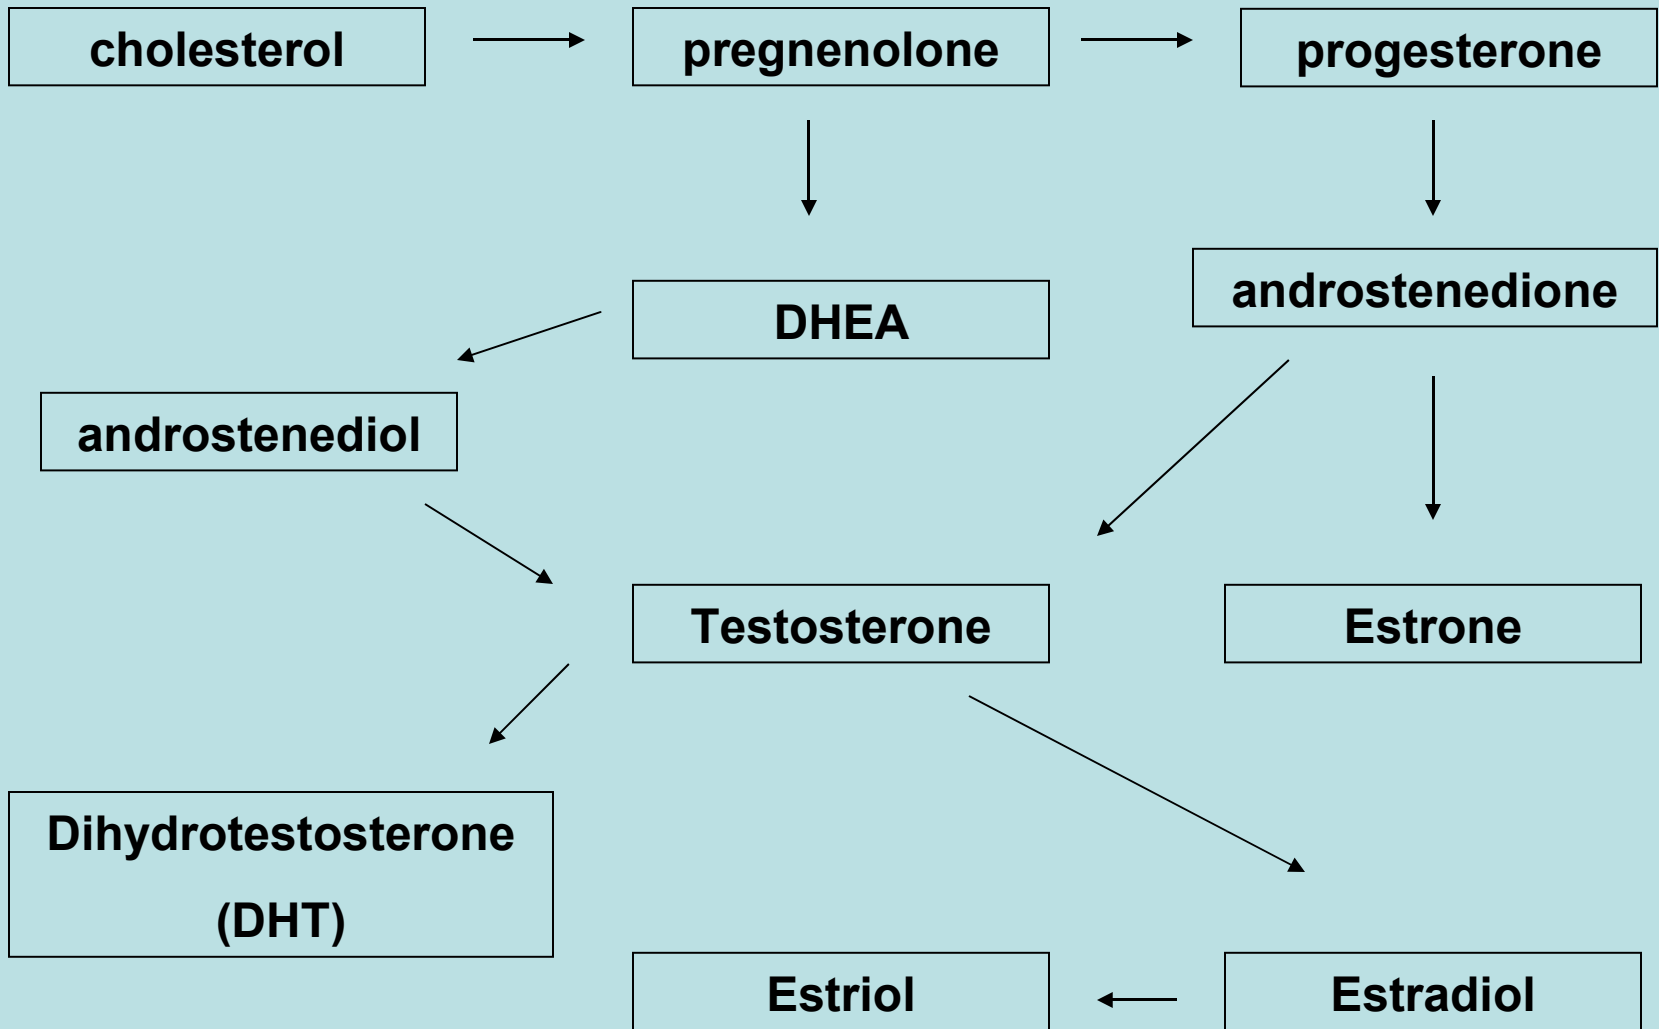 cholesterol
pregnenolone
progesterone
androstenedione
DHEA
androstenediol
Testosterone
Estrone
Dihydrotestosterone
(DHT)
Estriol
Estradiol